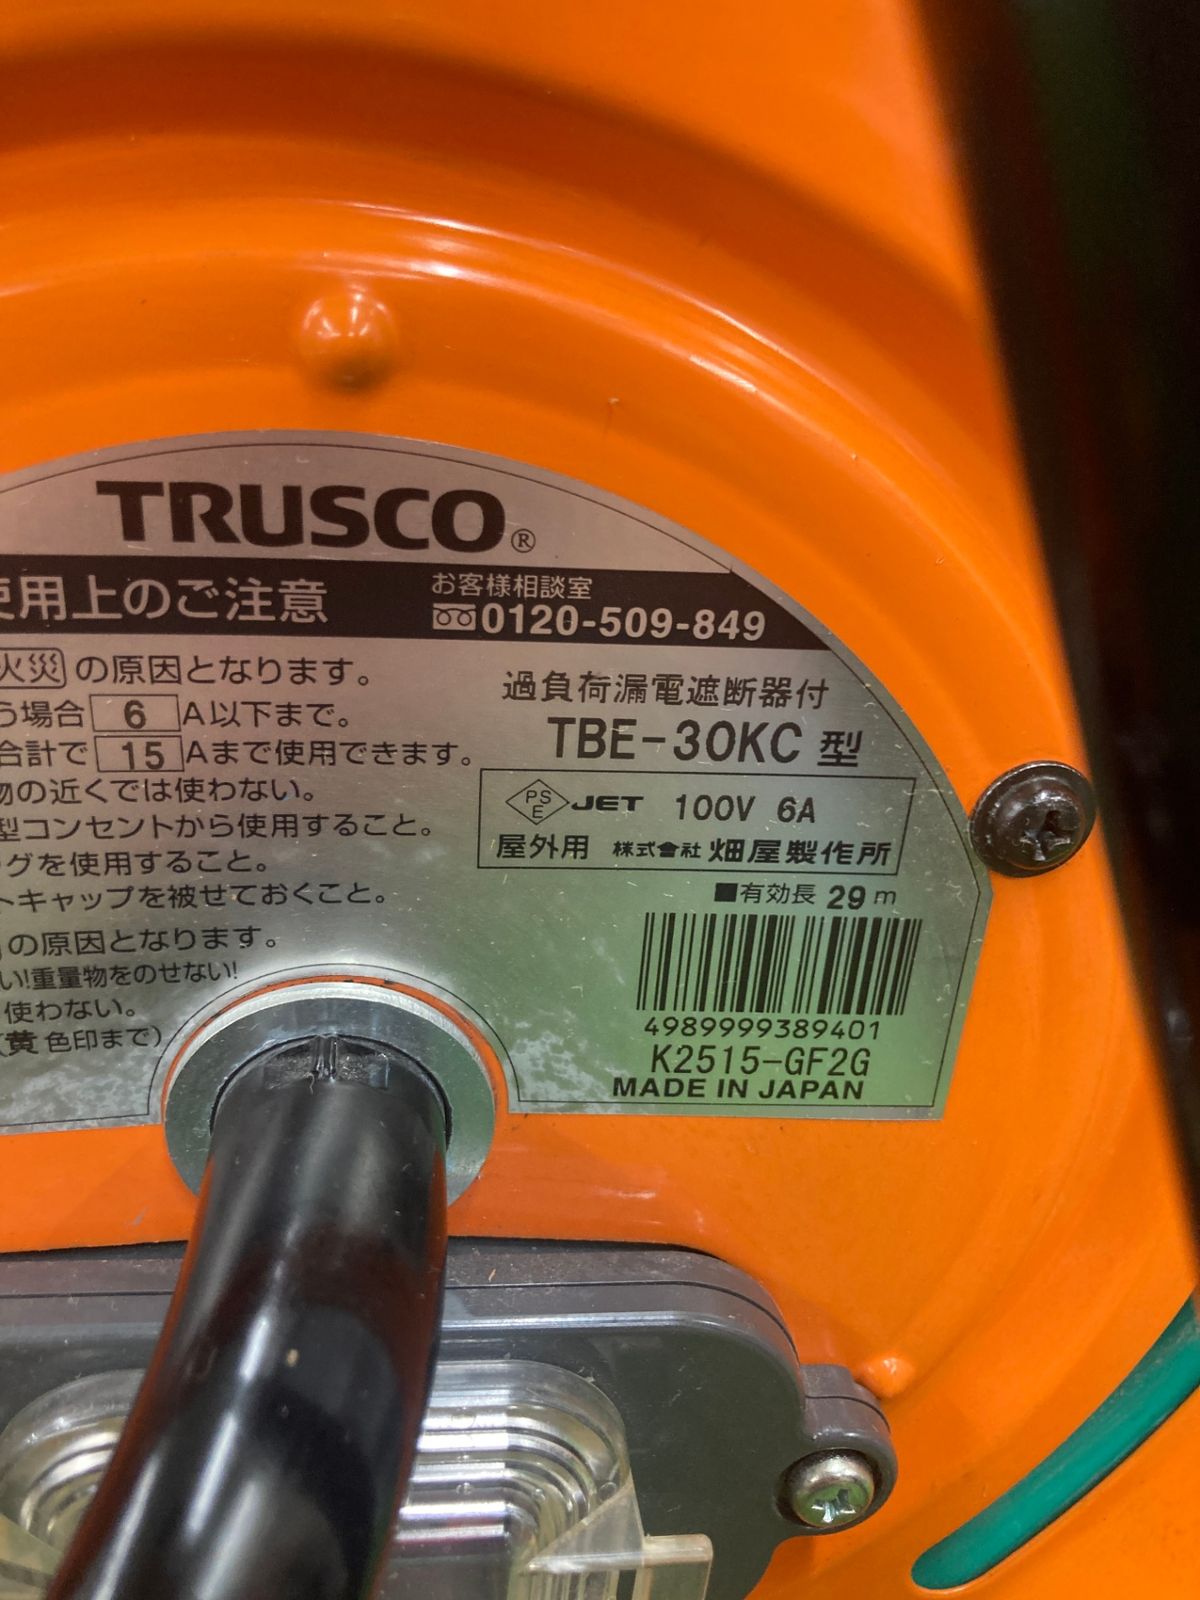 TRUSCO®
使用上のご注意
お客様相談室
0120-509-849
火災 の原因となります。
う場合 6 A以下まで。
合計で 15 Aまで使用できます。
物の近くでは使わない。
型コンセントから使用すること。
グを使用すること。
トキャップを被せておくこと。
の原因となります。
い!重量物をのせない!
使わない。
(黄色印まで)
過負荷漏電遮断器付
TBE-30KC 型
PS E JET 100V 6A
屋外用 株式会社 畑屋製作所
■有効長 29 m
4989999389401
K2515-GF2G
MADE IN JAPAN